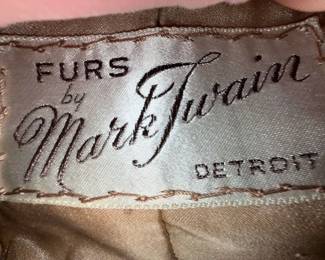 FURS
by
Mark Twain
DETROIT